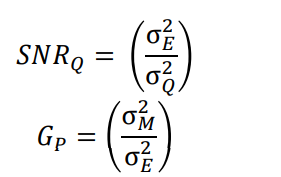 SNR_Q = (σ_E^2 / σ_Q^2)
G_P = (σ_M^2 / σ_E^2)